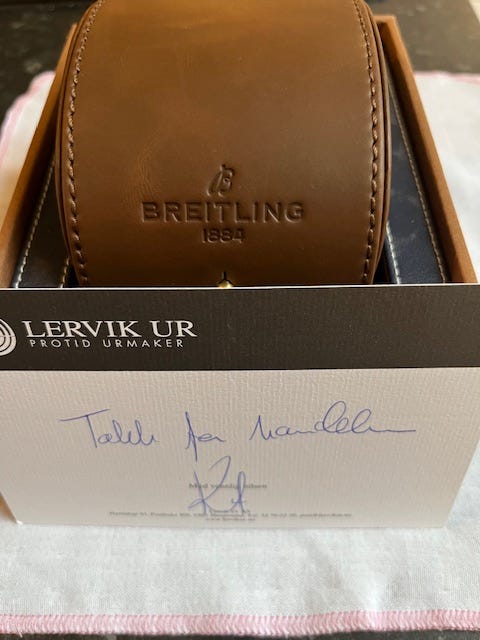 B
BREITLING
1884
LERVIK UR
PROTID URMAKER
Takk for handelen
Med vennlig hilsen